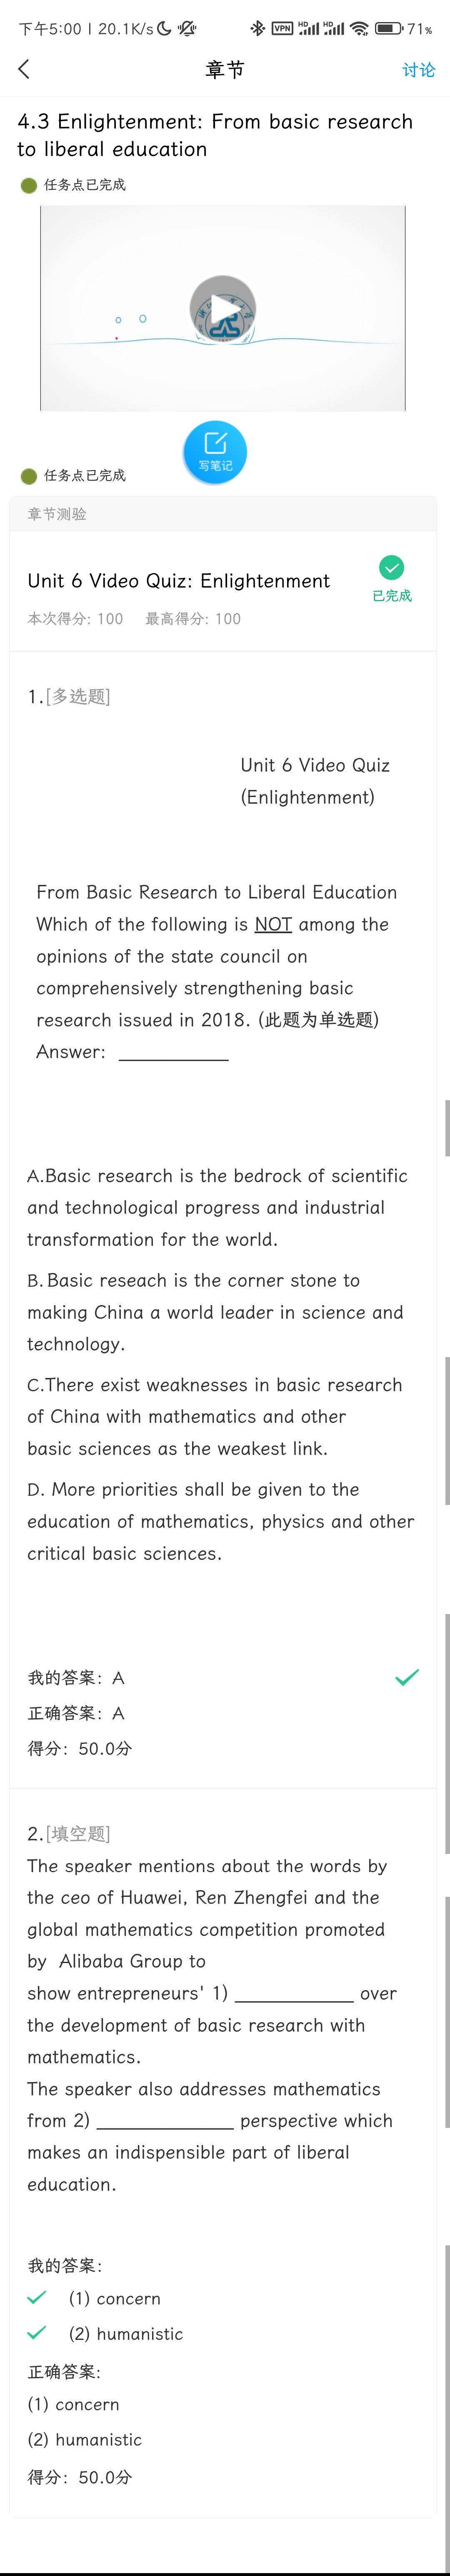 下午5:00 | 20.1K/s VPN HD HD 71%
章节 讨论
4.3 Enlightenment: From basic research
to liberal education
任务点已完成
写笔记
任务点已完成
章节测验
Unit 6 Video Quiz: Enlightenment
已完成
本次得分: 100 最高得分: 100
1.[多选题]
Unit 6 Video Quiz
(Enlightenment)
From Basic Research to Liberal Education
Which of the following is NOT among the
opinions of the state council on
comprehensively strengthening basic
research issued in 2018. (此题为单选题)
Answer: ____________
A.Basic research is the bedrock of scientific
and technological progress and industrial
transformation for the world.
B. Basic reseach is the corner stone to
making China a world leader in science and
technology.
C.There exist weaknesses in basic research
of China with mathematics and other
basic sciences as the weakest link.
D. More priorities shall be given to the
education of mathematics, physics and other
critical basic sciences.
我的答案：A
正确答案：A
得分：50.0分
2.[填空题]
The speaker mentions about the words by
the ceo of Huawei, Ren Zhengfei and the
global mathematics competition promoted
by Alibaba Group to
show entrepreneurs' 1) _____________ over
the development of basic research with
mathematics.
The speaker also addresses mathematics
from 2) _______________ perspective which
makes an indispensible part of liberal
education.
我的答案：
(1) concern
(2) humanistic
正确答案:
(1) concern
(2) humanistic
得分：50.0分